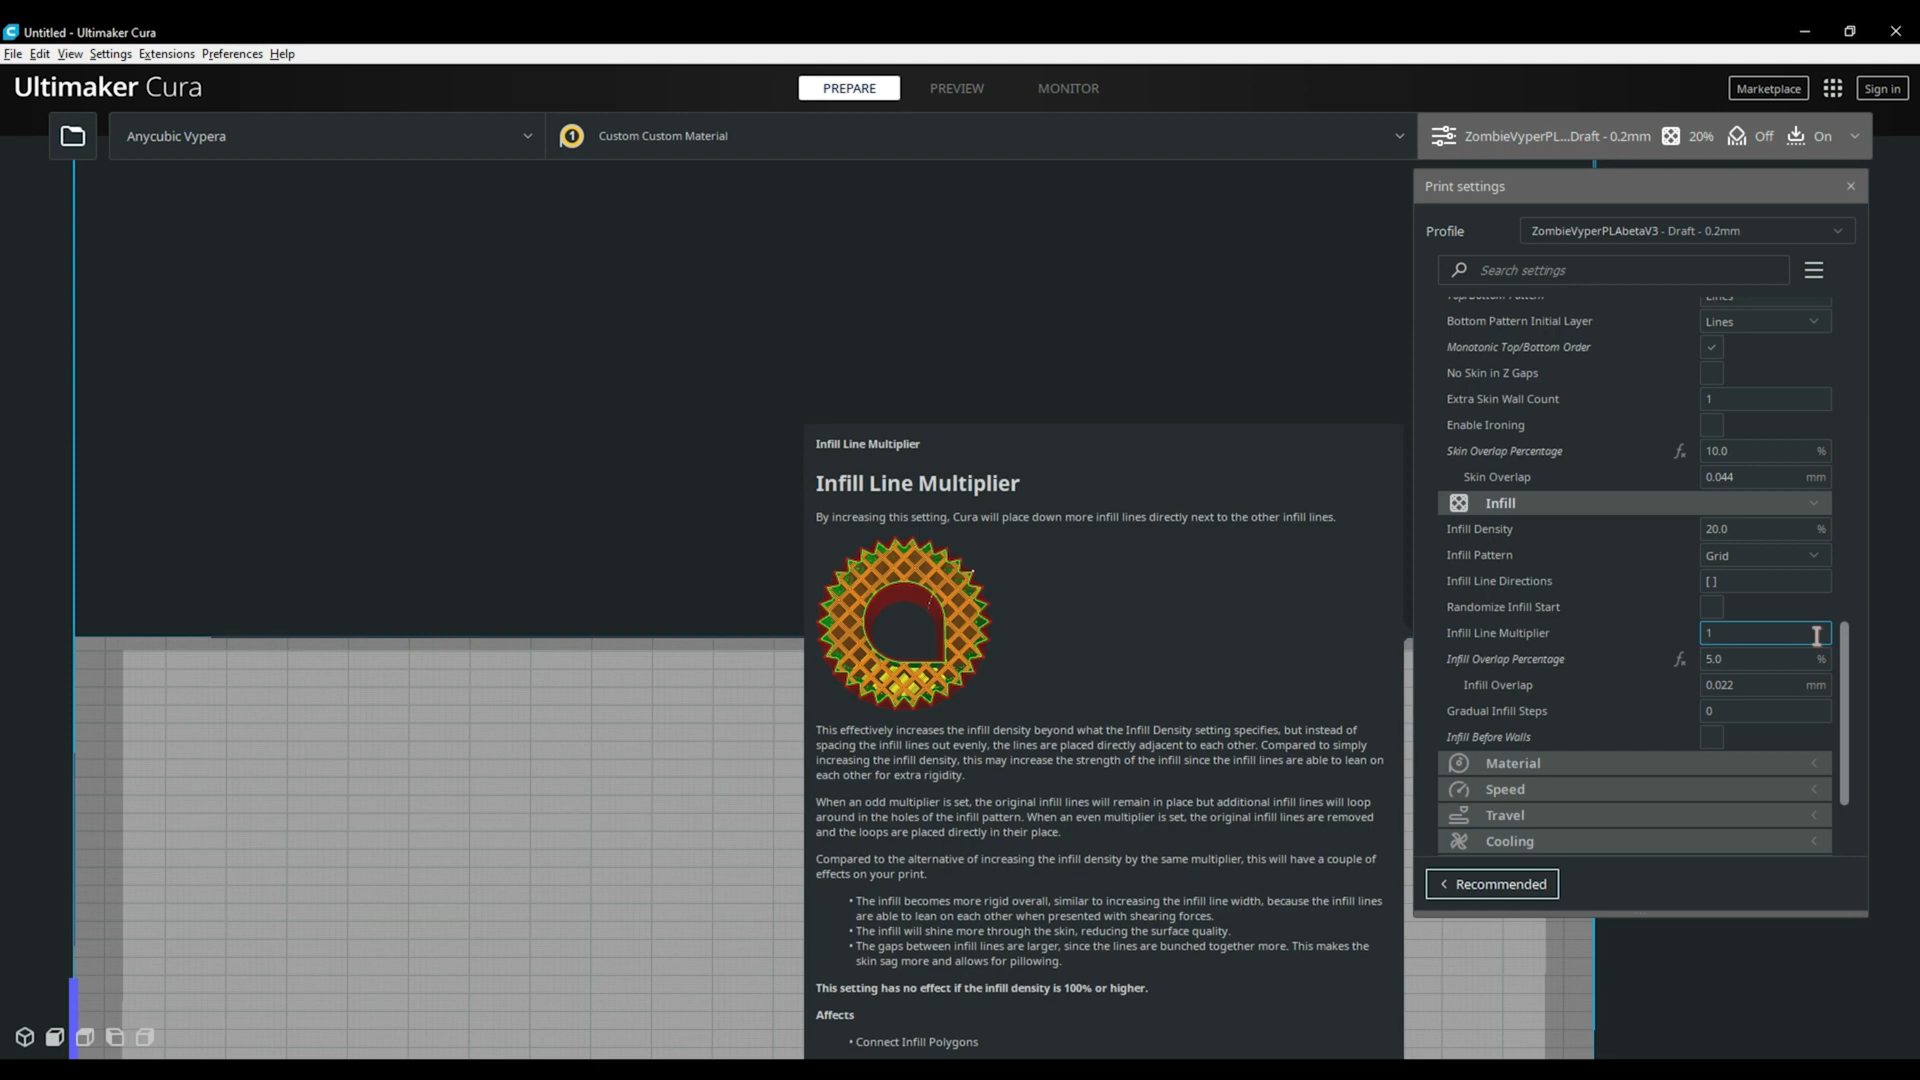 Untitled - Ultimaker Cura
File Edit View Settings Extensions Preferences Help
Ultimaker Cura
PREPARE
PREVIEW
MONITOR
Marketplace
Sign in
Anycubic Vypera
1
Custom Custom Material
ZombieVyperPL...Draft - 0.2mm
20%
Off
On
Print settings
Profile
ZombieVyperPLAbetaV3 - Draft - 0.2mm
Search settings
Top/Bottom Pattern Lines
Bottom Pattern Initial Layer Lines
Monotonic Top/Bottom Order
No Skin in Z Gaps
Extra Skin Wall Count 1
Enable Ironing
Skin Overlap Percentage fx 10.0 %
Skin Overlap 0.044 mm
Infill
Infill Density 20.0 %
Infill Pattern Grid
Infill Line Directions [ ]
Randomize Infill Start
Infill Line Multiplier 1
Infill Overlap Percentage fx 5.0 %
Infill Overlap 0.022 mm
Gradual Infill Steps 0
Infill Before Walls
Material
Speed
Travel
Cooling
Recommended
Infill Line Multiplier
Infill Line Multiplier
By increasing this setting, Cura will place down more infill lines directly next to the other infill lines.
This effectively increases the infill density beyond what the Infill Density setting specifies, but instead of
spacing the infill lines out evenly, the lines are placed directly adjacent to each other. Compared to simply
increasing the infill density, this may increase the strength of the infill since the infill lines are able to lean on
each other for extra rigidity.
When an odd multiplier is set, the original infill lines will remain in place but additional infill lines will loop
around in the holes of the infill pattern. When an even multiplier is set, the original infill lines are removed
and the loops are placed directly in their place.
Compared to the alternative of increasing the infill density by the same multiplier, this will have a couple of
effects on your print.
• The infill becomes more rigid overall, similar to increasing the infill line width, because the infill lines
are able to lean on each other when presented with shearing forces.
• The infill will shine more through the skin, reducing the surface quality.
• The gaps between infill lines are larger, since the lines are bunched together more. This makes the
skin sag more and allows for pillowing.
This setting has no effect if the infill density is 100% or higher.
Affects
• Connect Infill Polygons